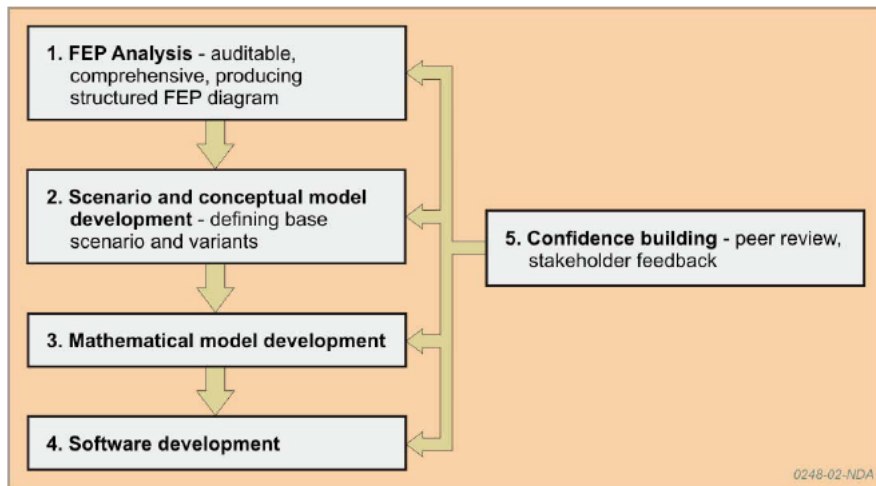 1. FEP Analysis - auditable,
comprehensive, producing
structured FEP diagram
2. Scenario and conceptual model
development - defining base
scenario and variants
3. Mathematical model development
4. Software development
5. Confidence building - peer review,
stakeholder feedback
0248-02-NDA